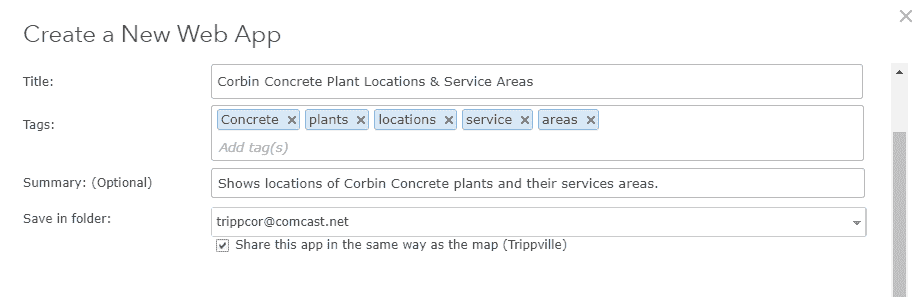 Create a New Web App
Title: Corbin Concrete Plant Locations & Service Areas
Tags: Concrete × plants × locations × service × areas ×
Add tag(s)
Summary: (Optional) Shows locations of Corbin Concrete plants and their services areas.
Save in folder: trippcor@comcast.net
Share this app in the same way as the map (Trippville)